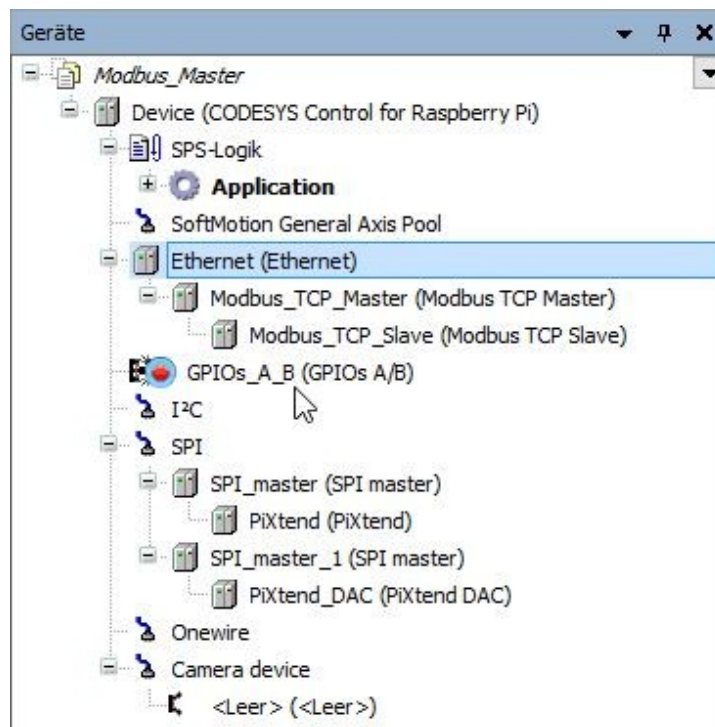 Geräte
Modbus_Master
Device (CODESYS Control for Raspberry Pi)
SPS-Logik
Application
SoftMotion General Axis Pool
Ethernet (Ethernet)
Modbus_TCP_Master (Modbus TCP Master)
Modbus_TCP_Slave (Modbus TCP Slave)
GPIOs_A_B (GPIOs A/B)
I²C
SPI
SPI_master (SPI master)
PiXtend (PiXtend)
SPI_master_1 (SPI master)
PiXtend_DAC (PiXtend DAC)
Onewire
Camera device
<Leer> (<Leer>)